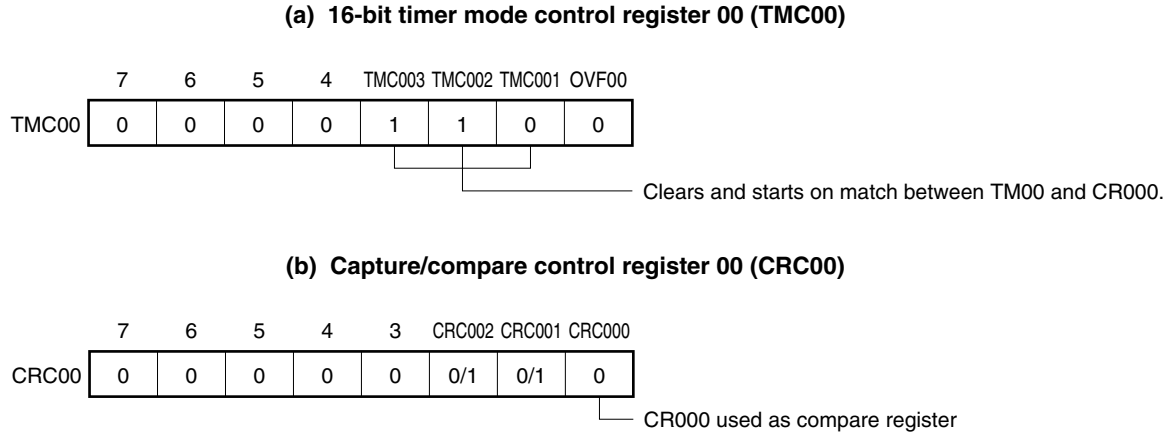 (a) 16-bit timer mode control register 00 (TMC00)
7 6 5 4 TMC003 TMC002 TMC001 OVF00
TMC00 0 0 0 0 1 1 0 0
Clears and starts on match between TM00 and CR000.
(b) Capture/compare control register 00 (CRC00)
7 6 5 4 3 CRC002 CRC001 CRC000
CRC00 0 0 0 0 0 0/1 0/1 0
CR000 used as compare register